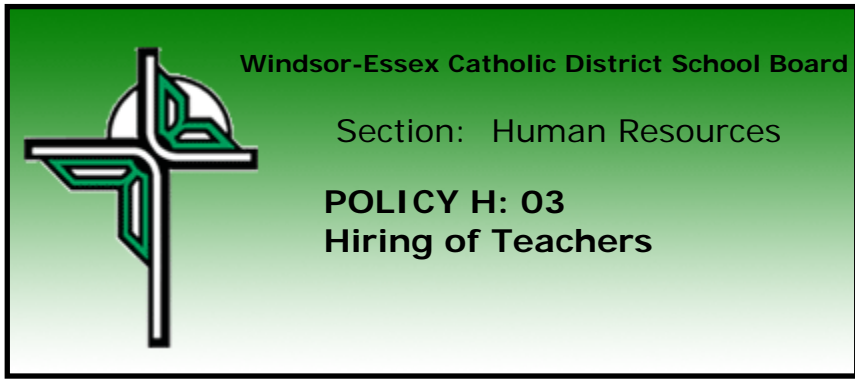 Windsor-Essex Catholic District School Board
Section: Human Resources
POLICY H: 03
Hiring of Teachers